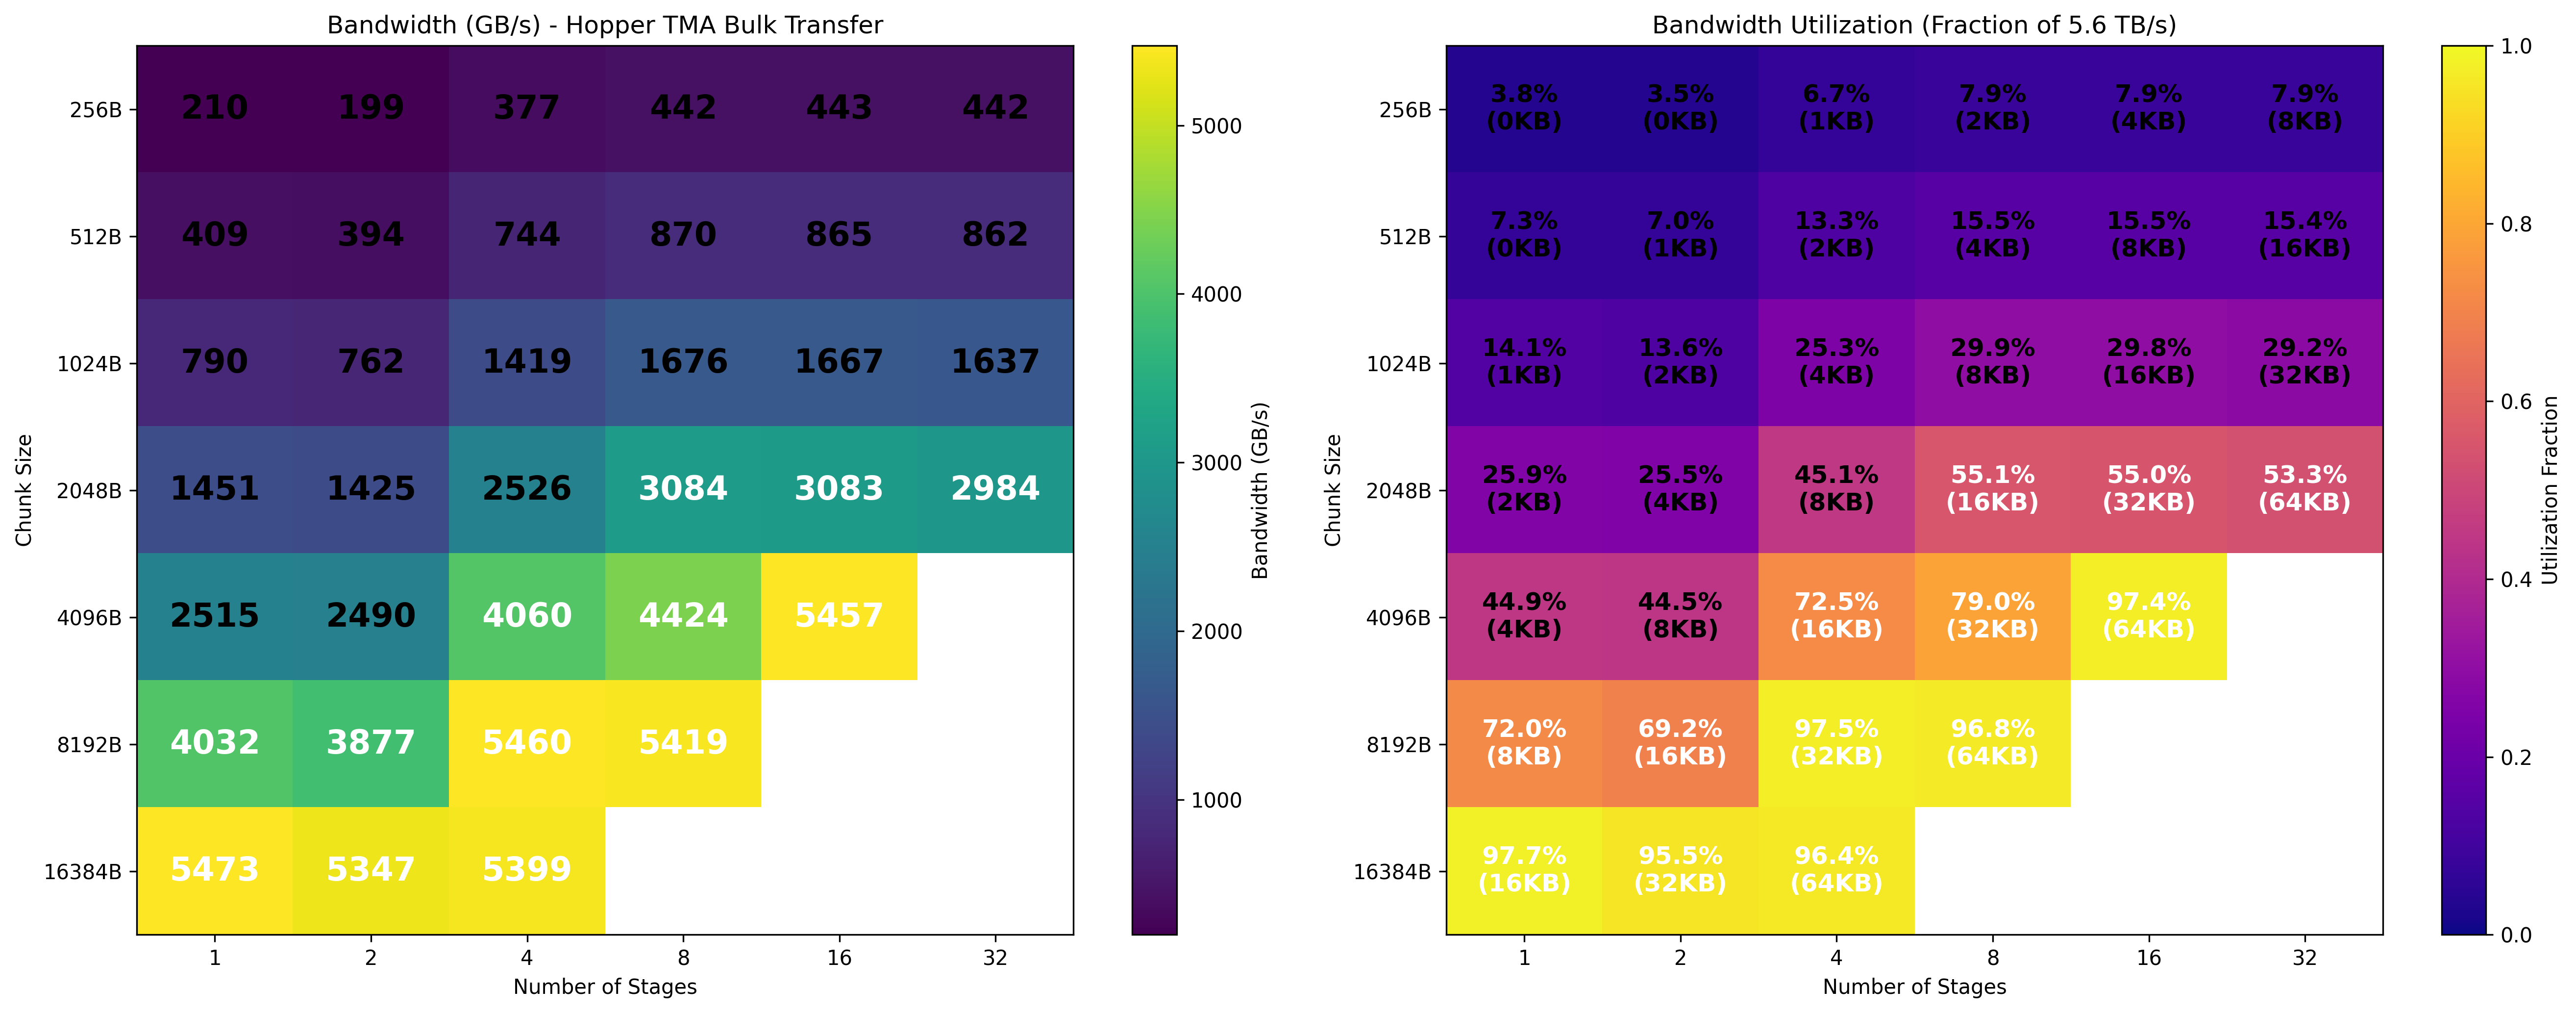 Bandwidth (GB/s) - Hopper TMA Bulk Transfer
Chunk Size
256B 210 199 377 442 443 442
512B 409 394 744 870 865 862
1024B 790 762 1419 1676 1667 1637
2048B 1451 1425 2526 3084 3083 2984
4096B 2515 2490 4060 4424 5457
8192B 4032 3877 5460 5419
16384B 5473 5347 5399
1 2 4 8 16 32
Number of Stages
5000
4000
3000
2000
1000
Bandwidth (GB/s)
Bandwidth Utilization (Fraction of 5.6 TB/s)
Chunk Size
256B
3.8% 3.5% 6.7% 7.9% 7.9% 7.9%
(0KB) (0KB) (1KB) (2KB) (4KB) (8KB)
512B
7.3% 7.0% 13.3% 15.5% 15.5% 15.4%
(0KB) (1KB) (2KB) (4KB) (8KB) (16KB)
1024B
14.1% 13.6% 25.3% 29.9% 29.8% 29.2%
(1KB) (2KB) (4KB) (8KB) (16KB) (32KB)
2048B
25.9% 25.5% 45.1% 55.1% 55.0% 53.3%
(2KB) (4KB) (8KB) (16KB) (32KB) (64KB)
4096B
44.9% 44.5% 72.5% 79.0% 97.4%
(4KB) (8KB) (16KB) (32KB) (64KB)
8192B
72.0% 69.2% 97.5% 96.8%
(8KB) (16KB) (32KB) (64KB)
16384B
97.7% 95.5% 96.4%
(16KB) (32KB) (64KB)
1 2 4 8 16 32
Number of Stages
1.0
0.8
0.6
0.4
0.2
0.0
Utilization Fraction